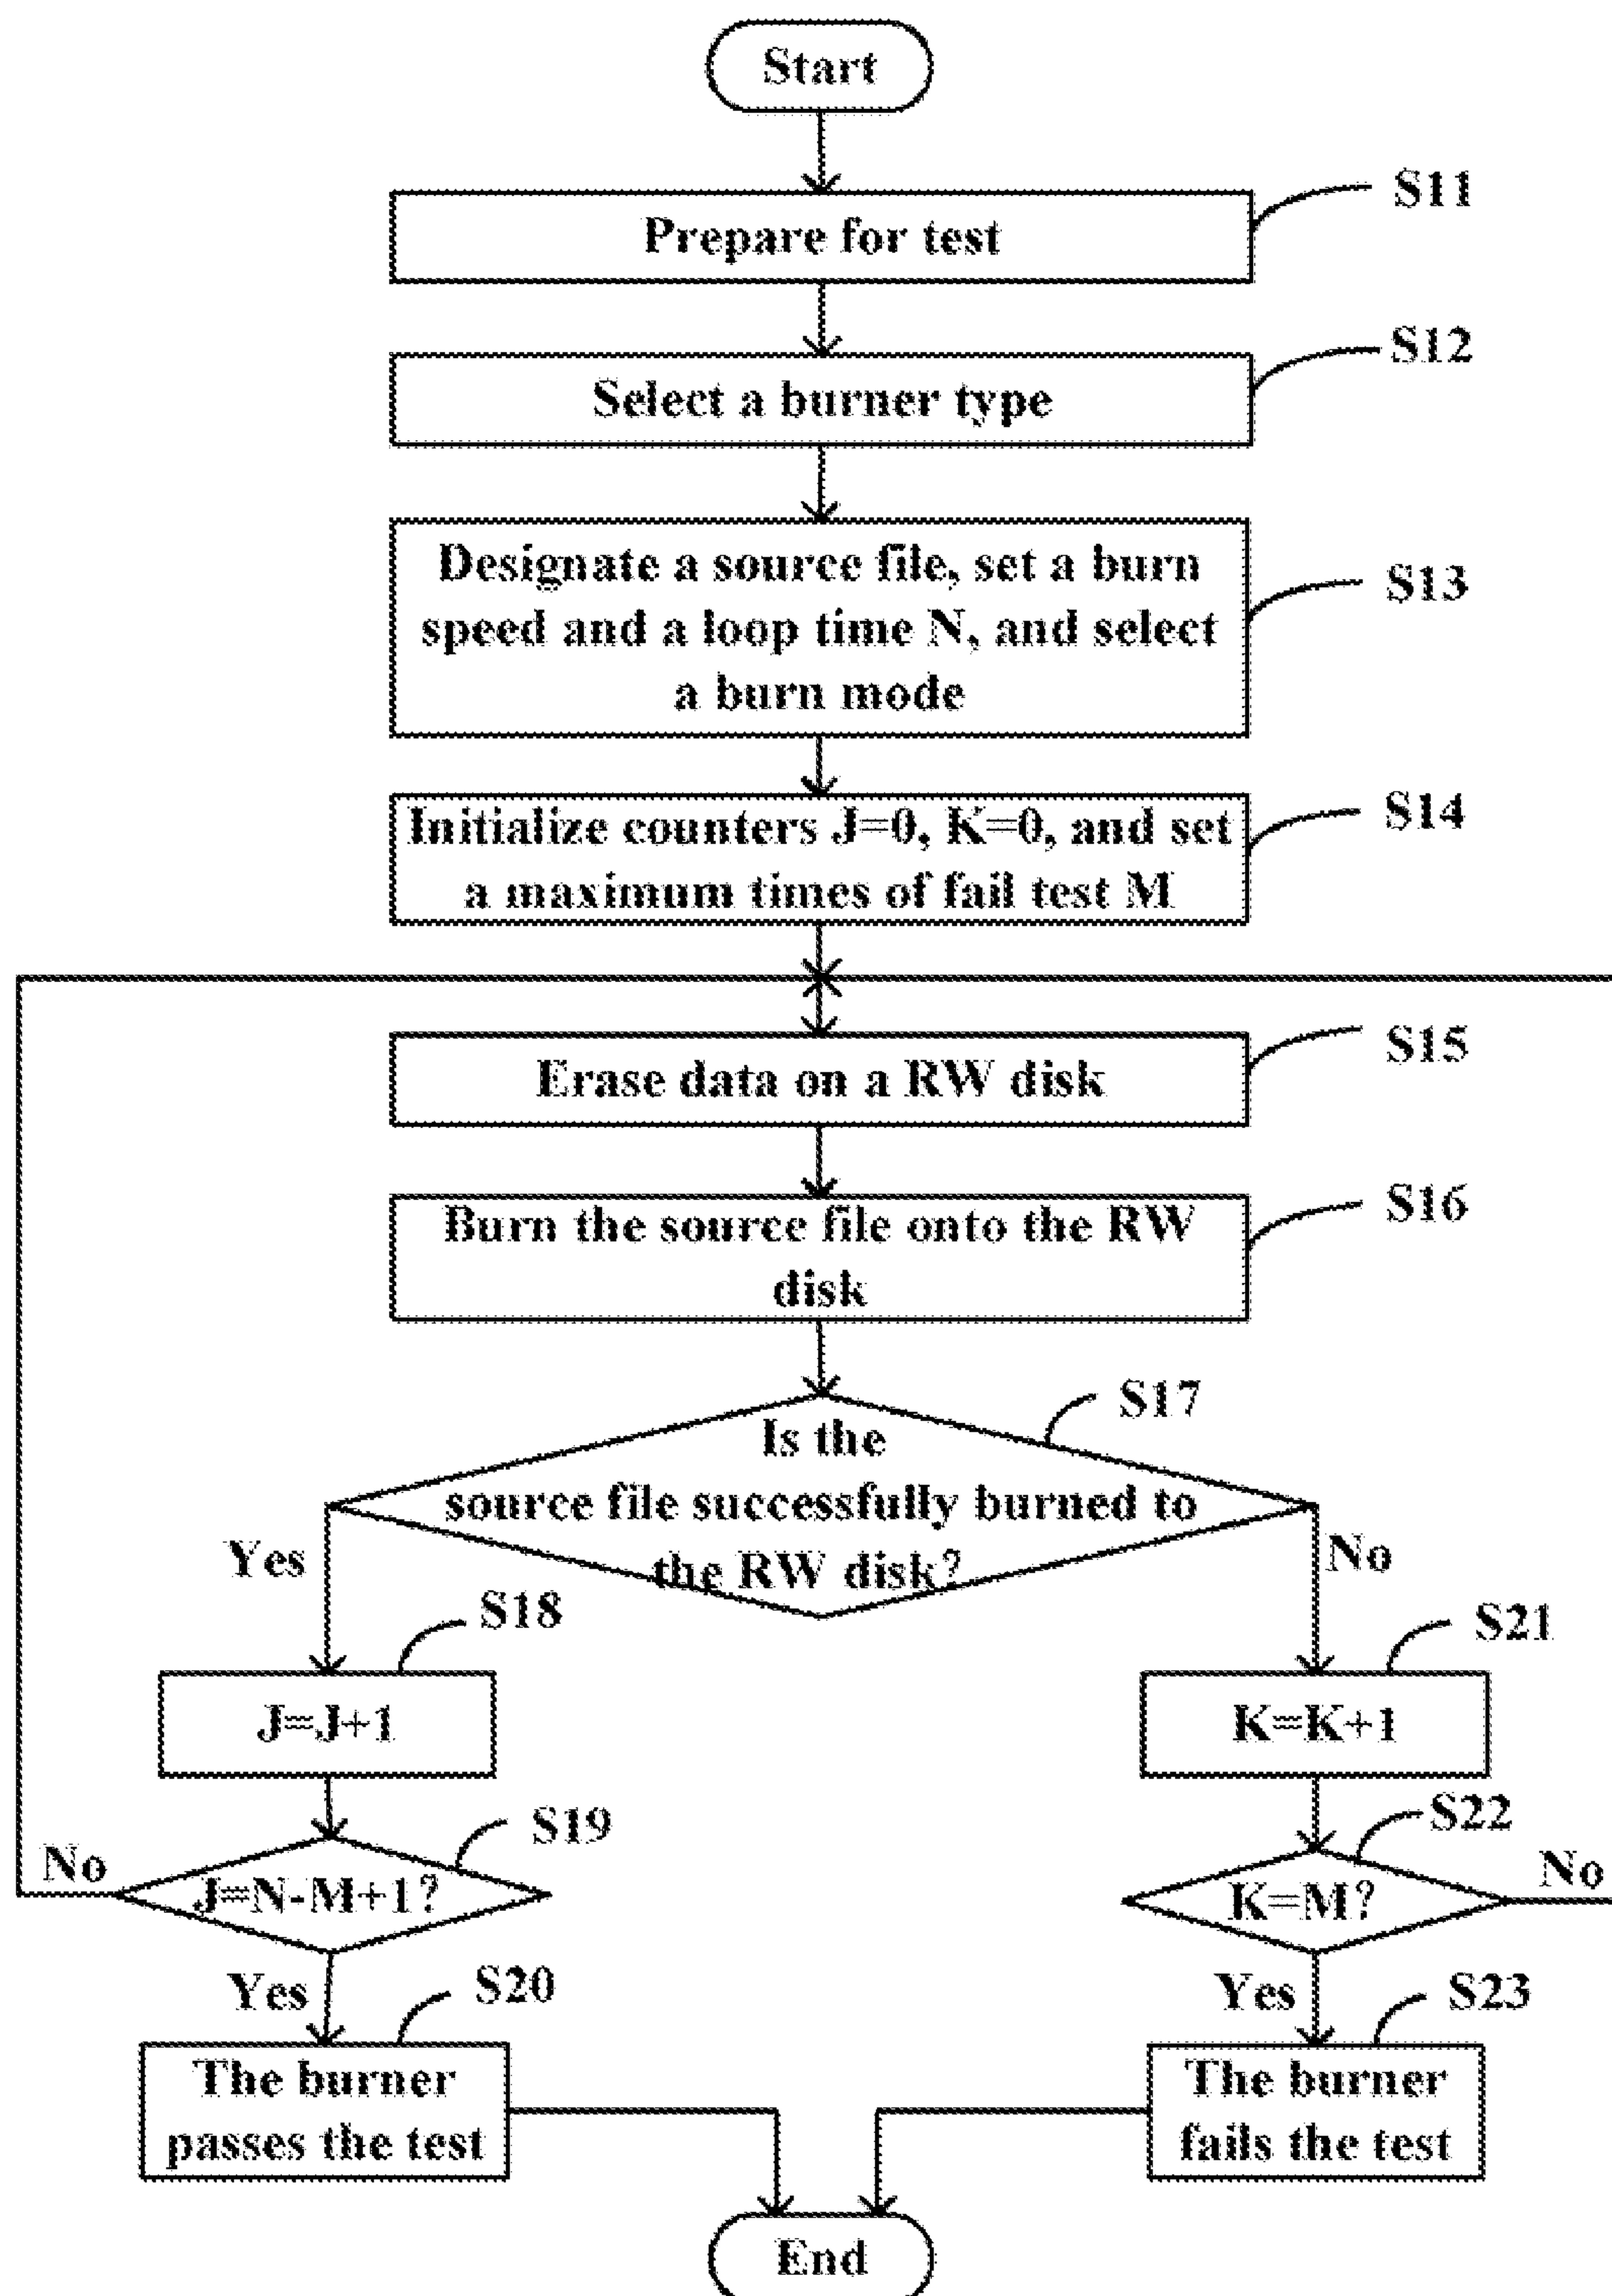 Start
S11
Prepare for test
S12
Select a burner type
S13
Designate a source file, set a burn
speed and a loop time N, and select
a burn mode
S14
Initialize counters J=0, K=0, and set
a maximum times of fail test M
S15
Erase data on a RW disk
S16
Burn the source file onto the RW
disk
S17
Is the
source file successfully burned to
the RW disk?
Yes
No
S18
S21
J=J+1
K=K+1
S19
S22
No
J=N-M+1?
K=M?
No
Yes
S20
Yes
S23
The burner
passes the test
The burner
fails the test
End